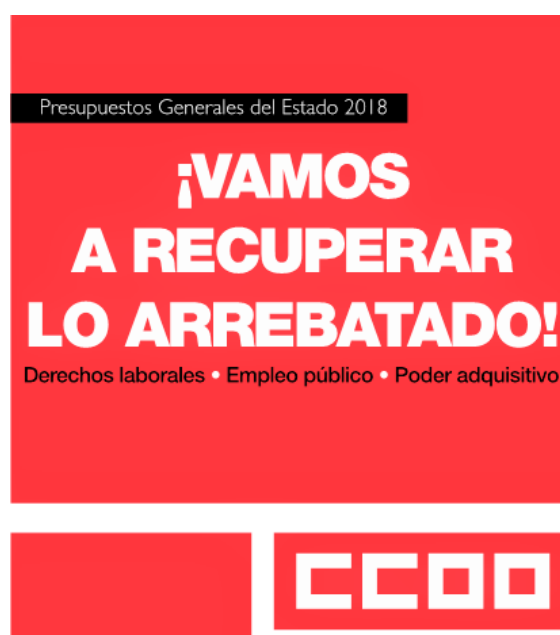 Presupuestos Generales del Estado 2018
¡VAMOS
A RECUPERAR
LO ARREBATADO!
Derechos laborales • Empleo público • Poder adquisitivo
CCOO